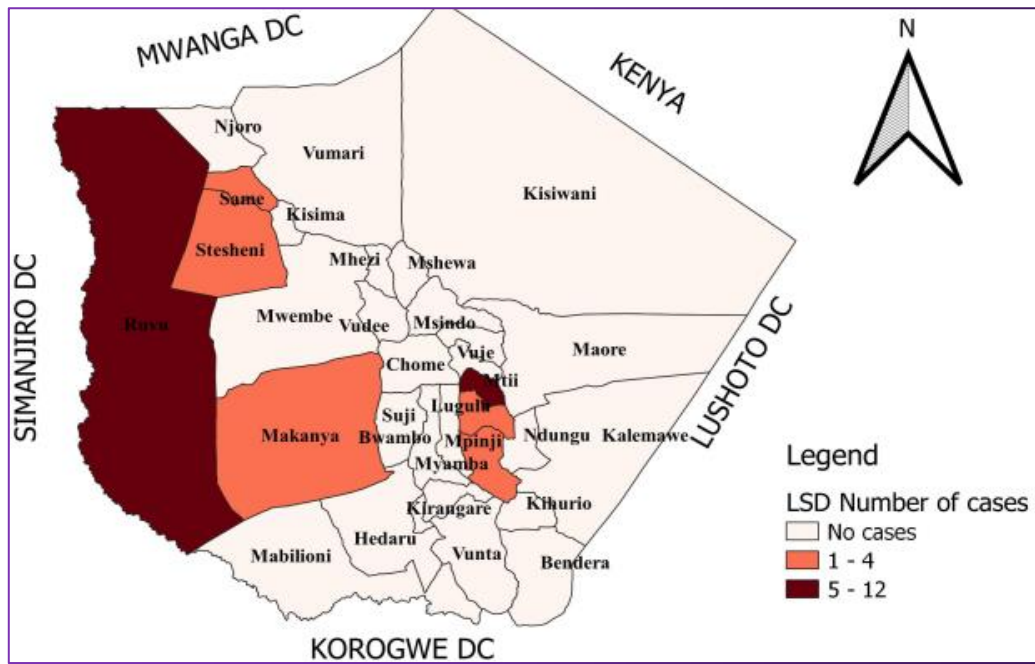 MWANGA DC
KENYA
N
Njoro
Vumari
Kisiwani
Same
Kisima
Stesheni
Mhezi
Mshewa
SIMANJIRO DC
Ruvu
Mwembe
Vudee
Msindo
Maore
Chome
Vuje
Mtii
LUSHOTO DC
Lugulu
Suji
Makanya
Bwambo
Mpinji
Ndungu
Kalemawe
Myamba
Kirangare
Kihurio
Hedaru
Mabilioni
Vunta
Bendera
KOROGWE DC
Legend
LSD Number of cases
No cases
1 - 4
5 - 12